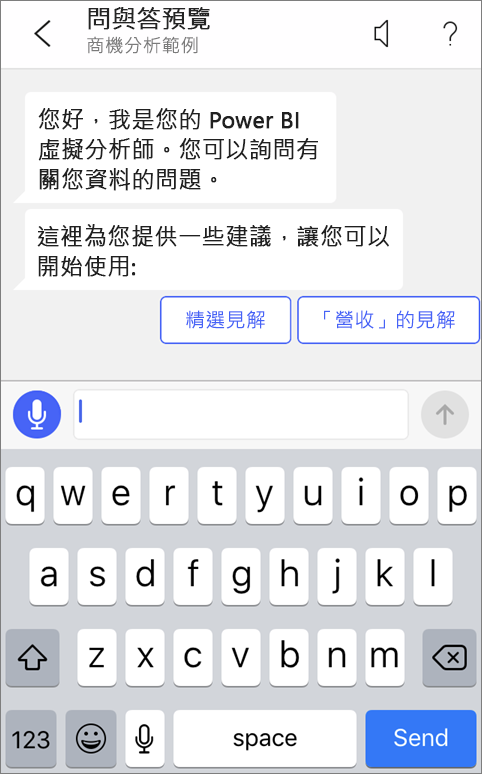 問與答預覽
商機分析範例
?
您好，我是您的 Power BI
虛擬分析師。您可以詢問有
關您資料的問題。
這裡為您提供一些建議，讓您可以
開始使用:
精選見解
「營收」的見解
q w e r t y u i o p
a s d f g h j k l
z x c v b n m
123 space Send